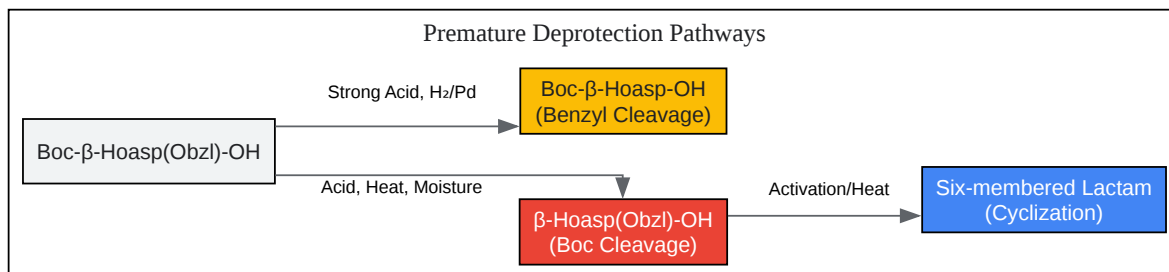 Premature Deprotection Pathways
Strong Acid, H₂/Pd
Boc-β-Hoasp-OH
(Benzyl Cleavage)
Boc-β-Hoasp(Obzl)-OH
Acid, Heat, Moisture
β-Hoasp(Obzl)-OH
(Boc Cleavage)
Activation/Heat
Six-membered Lactam
(Cyclization)